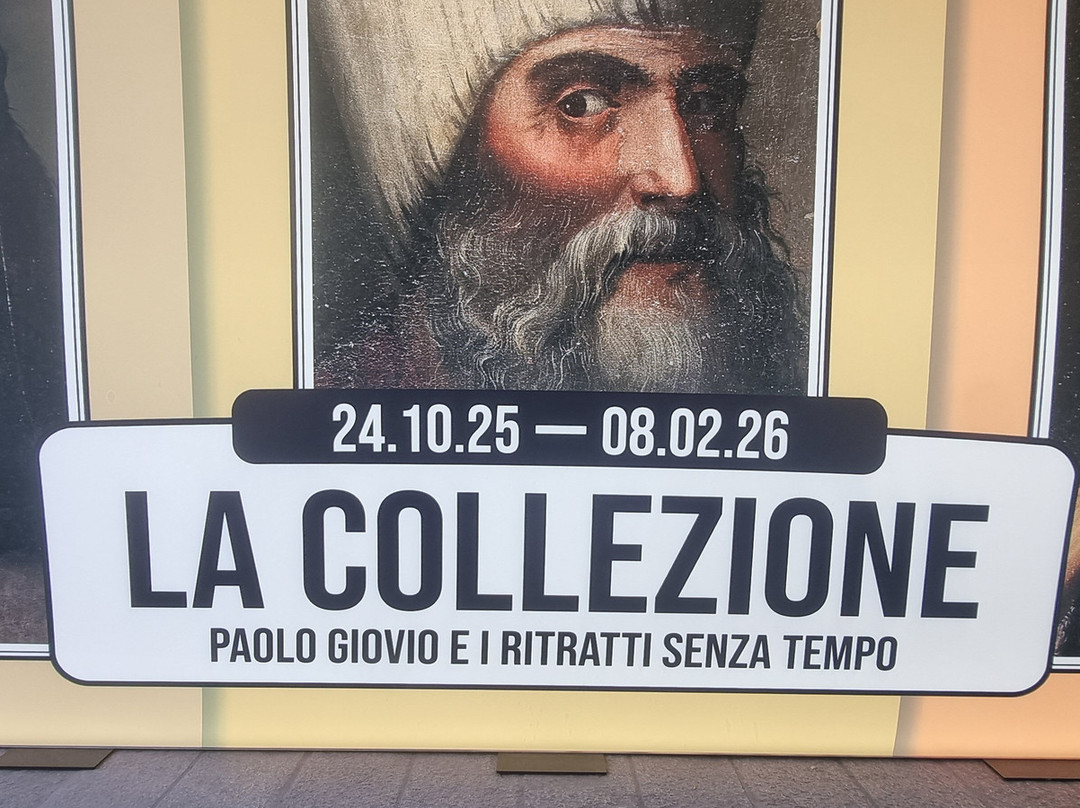 24.10.25 — 08.02.26
LA COLLEZIONE
PAOLO GIOVIO E I RITRATTI SENZA TEMPO